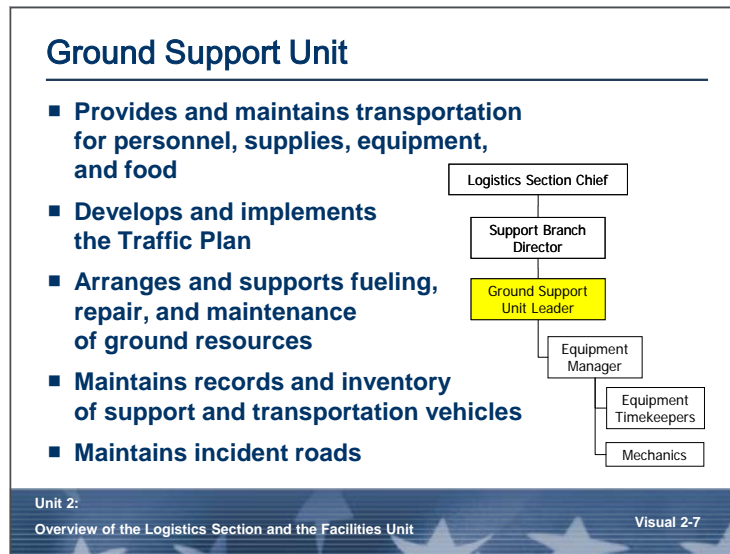 Ground Support Unit
■ Provides and maintains transportation
for personnel, supplies, equipment,
and food
■ Develops and implements
the Traffic Plan
■ Arranges and supports fueling,
repair, and maintenance
of ground resources
■ Maintains records and inventory
of support and transportation vehicles
■ Maintains incident roads
Logistics Section Chief
Support Branch
Director
Ground Support
Unit Leader
Equipment
Manager
Equipment
Timekeepers
Mechanics
Unit 2:
Overview of the Logistics Section and the Facilities Unit
Visual 2-7